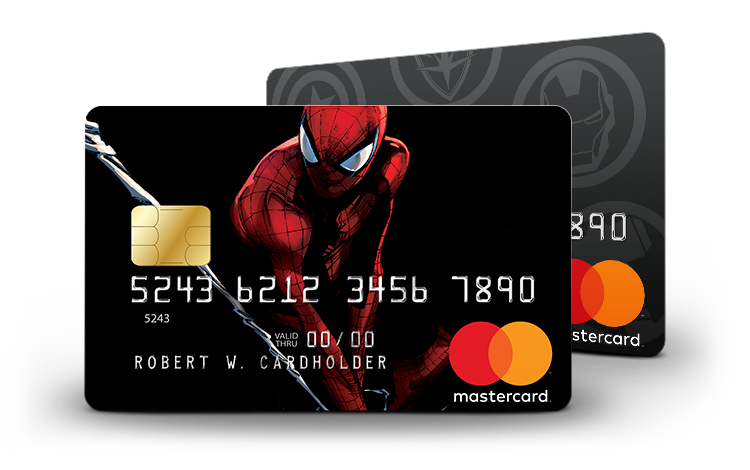 5243 6212 3456 7890
5243
VALID THRU 00/00
ROBERT W. CARDHOLDER
mastercard
890
mastercard